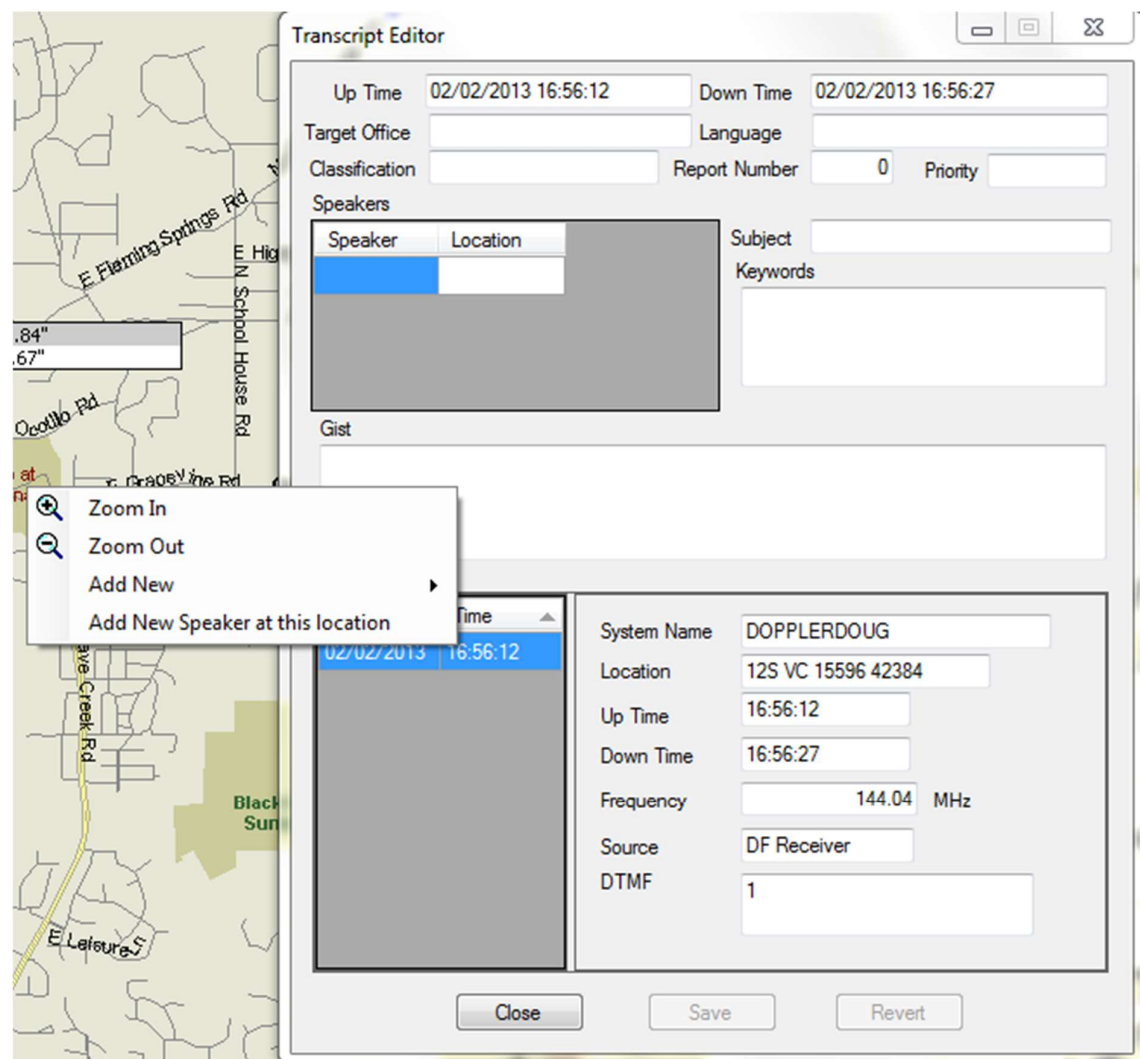 Transcript Editor
Up Time 02/02/2013 16:56:12 Down Time 02/02/2013 16:56:27
Target Office Language
Classification Report Number 0 Priority
Speakers
Speaker Location
Subject
Keywords
Gist
Time
02/02/2013 16:56:12
System Name DOPPLERDOUG
Location 12S VC 15596 42384
Up Time 16:56:12
Down Time 16:56:27
Frequency 144.04 MHz
Source DF Receiver
DTMF 1
Close Save Revert
Zoom In
Zoom Out
Add New
Add New Speaker at this location
E Fleming Springs Rd
E Hig
N School House Rd
.84"
.67"
Ocotillo Rd
at
E Grapevine Rd
ave Creek Rd
Black
Sun
E Leisure Ln